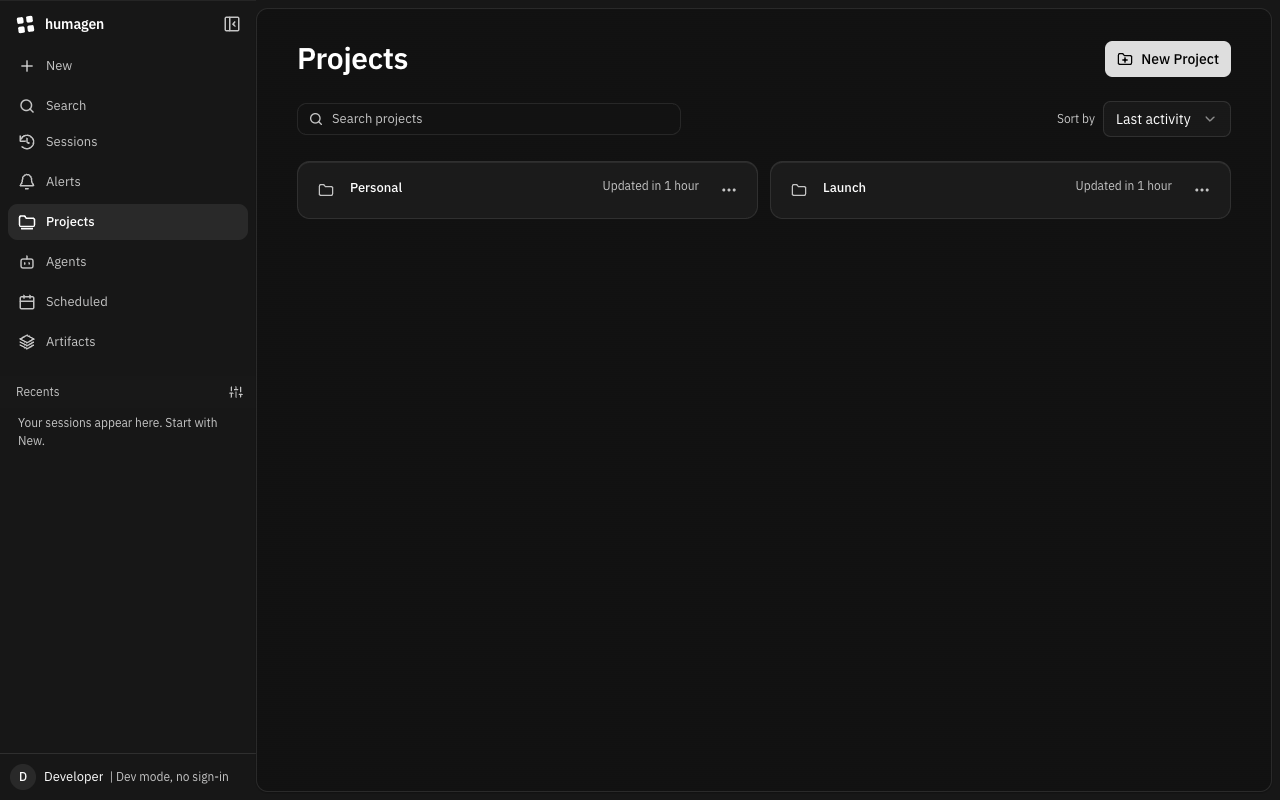 humagen
New
Search
Sessions
Alerts
Projects
Agents
Scheduled
Artifacts
Recents
Your sessions appear here. Start with
New.
D Developer | Dev mode, no sign-in
Projects
New Project
Search projects
Sort by Last activity
Personal Updated in 1 hour
Launch Updated in 1 hour